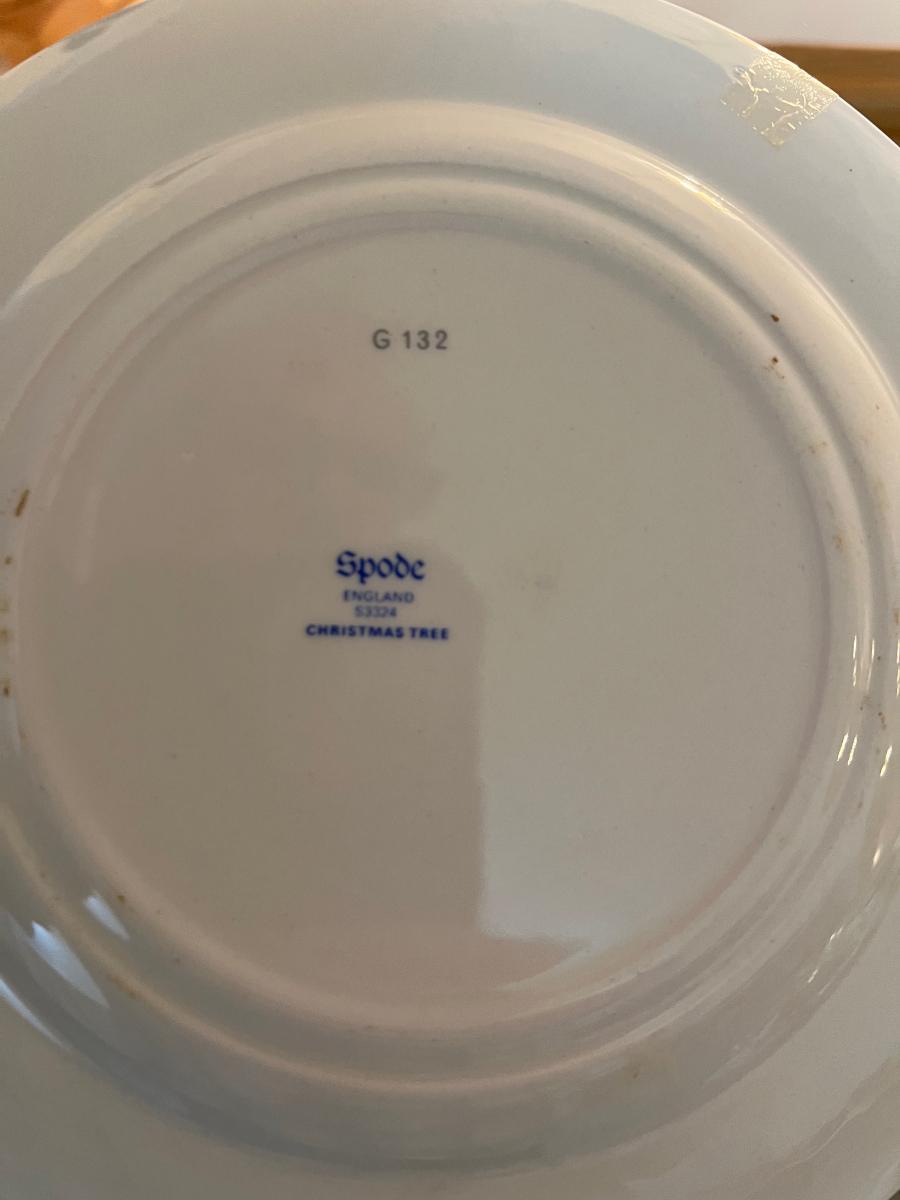 G 132
Spode
ENGLAND
S3324
CHRISTMAS TREE